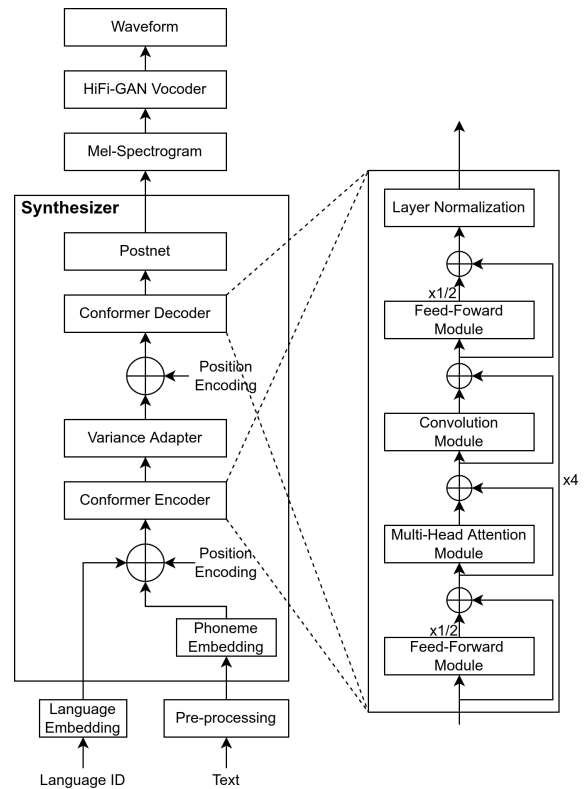 Waveform
HiFi-GAN Vocoder
Mel-Spectrogram
Synthesizer
Postnet
Conformer Decoder
Position
Encoding
Variance Adapter
Conformer Encoder
Position
Encoding
Phoneme
Embedding
Language
Embedding
Pre-processing
Language ID
Text
Layer Normalization
x1/2
Feed-Foward
Module
Convolution
Module
x4
Multi-Head Attention
Module
x1/2
Feed-Forward
Module